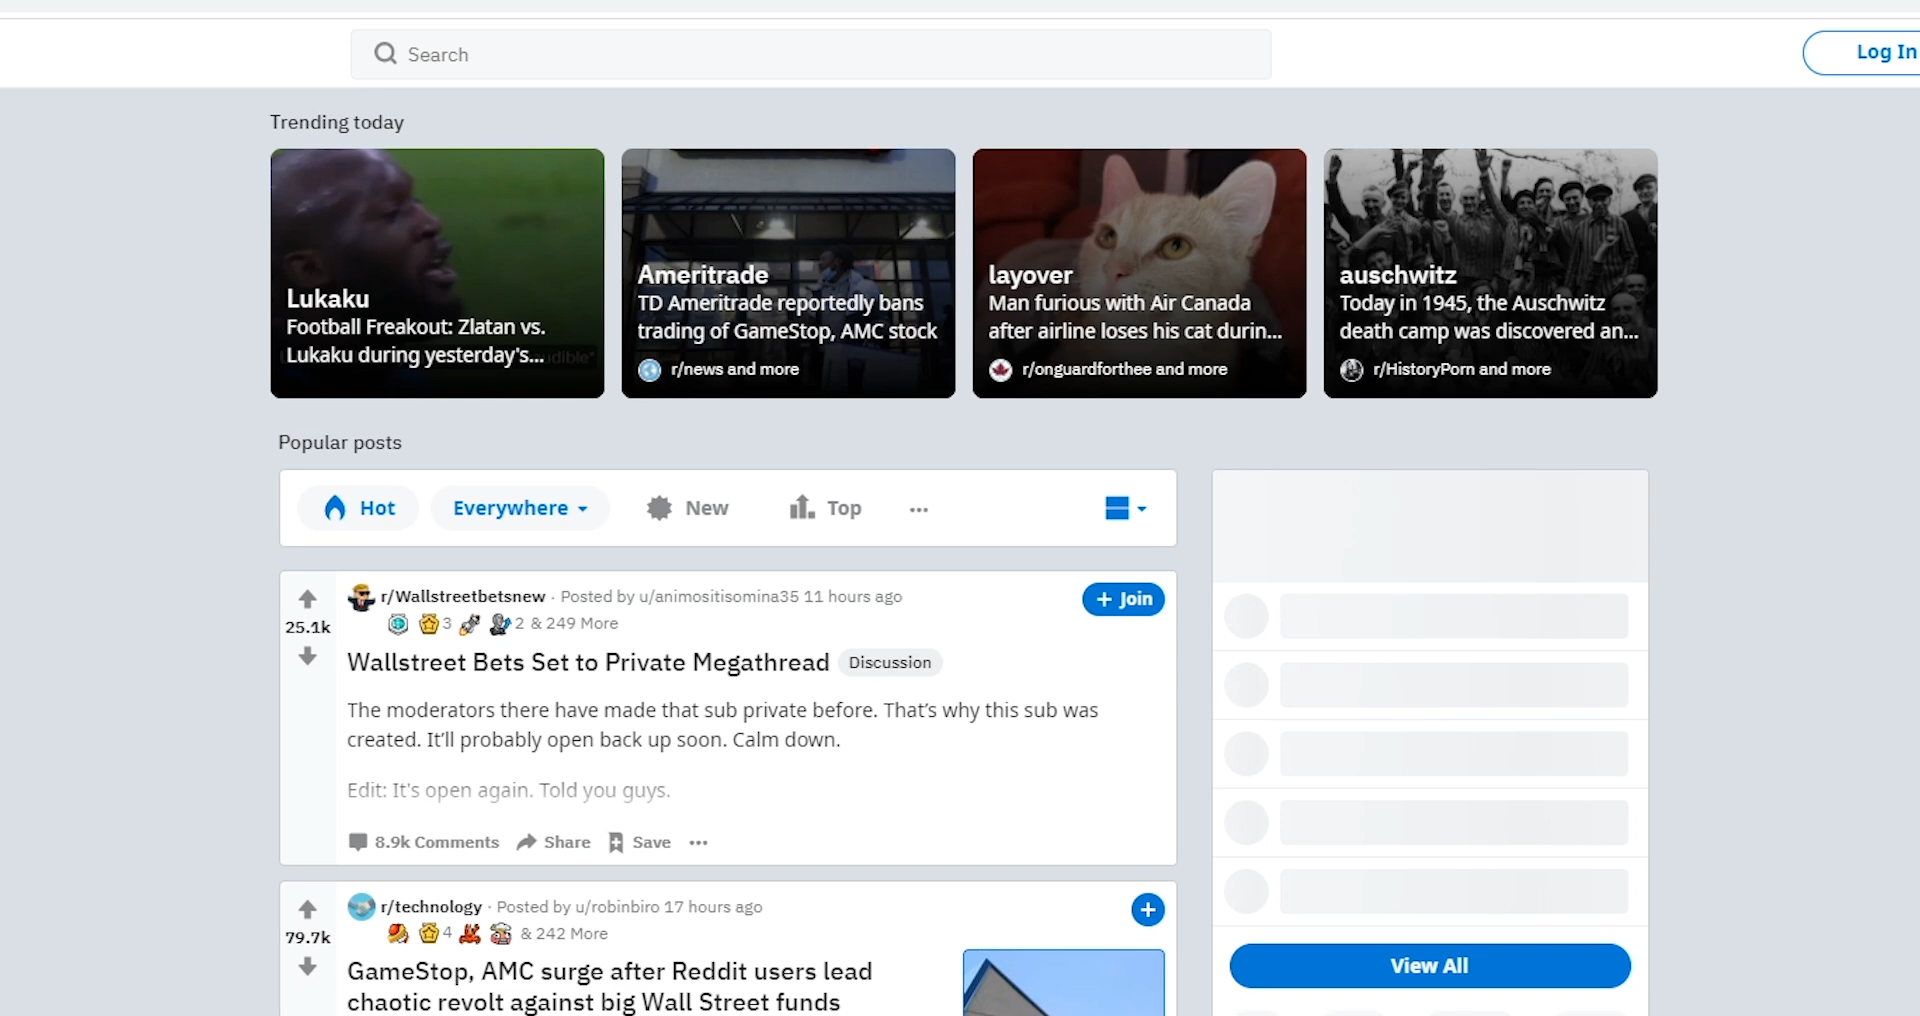 Search
Log In
Trending today
Lukaku
Football Freakout: Zlatan vs.
Lukaku during yesterday's...
udible*
Ameritrade
TD Ameritrade reportedly bans
trading of GameStop, AMC stock
r/news and more
layover
Man furious with Air Canada
after airline loses his cat durin...
r/onguardforthee and more
auschwitz
Today in 1945, the Auschwitz
death camp was discovered an...
r/HistoryPorn and more
Popular posts
Hot
Everywhere
New
Top
r/Wallstreetbetsnew · Posted by u/animositisomina35 11 hours ago
Join
3 2 & 249 More
25.1k
Wallstreet Bets Set to Private Megathread Discussion
The moderators there have made that sub private before. That’s why this sub was
created. It’ll probably open back up soon. Calm down.
Edit: It's open again. Told you guys.
8.9k Comments Share Save
r/technology · Posted by u/robinbiro 17 hours ago
4 & 242 More
79.7k
GameStop, AMC surge after Reddit users lead
chaotic revolt against big Wall Street funds
View All